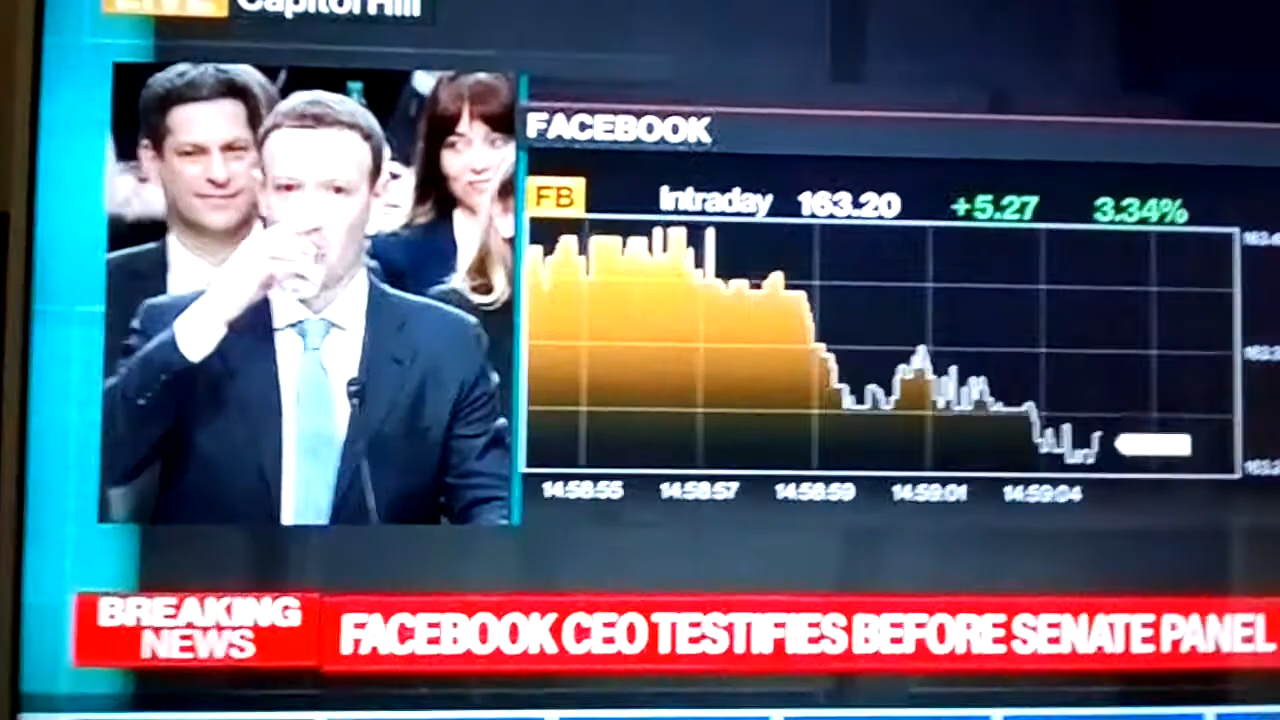 LIVE Capitol Hill
FACEBOOK
FB Intraday 163.20 +5.27 3.34%
14:58:55 14:58:57 14:58:59 14:59:01 14:59:04
BREAKING
NEWS
FACEBOOK CEO TESTIFIES BEFORE SENATE PANEL